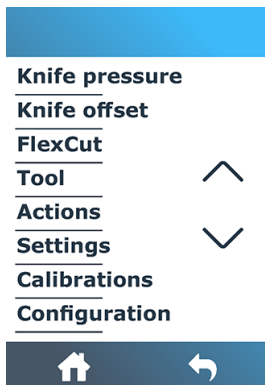 Knife pressure
Knife offset
FlexCut
Tool
Actions
Settings
Calibrations
Configuration